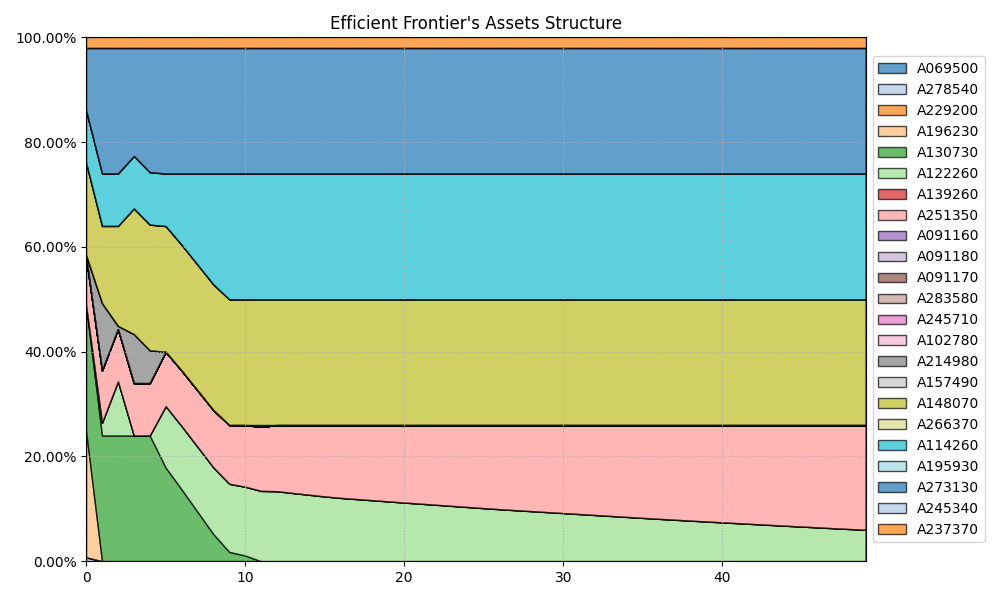 Efficient Frontier's Assets Structure
100.00%
80.00%
60.00%
40.00%
20.00%
0.00%
0
10
20
30
40
A069500
A278540
A229200
A196230
A130730
A122260
A139260
A251350
A091160
A091180
A091170
A283580
A245710
A102780
A214980
A157490
A148070
A266370
A114260
A195930
A273130
A245340
A237370